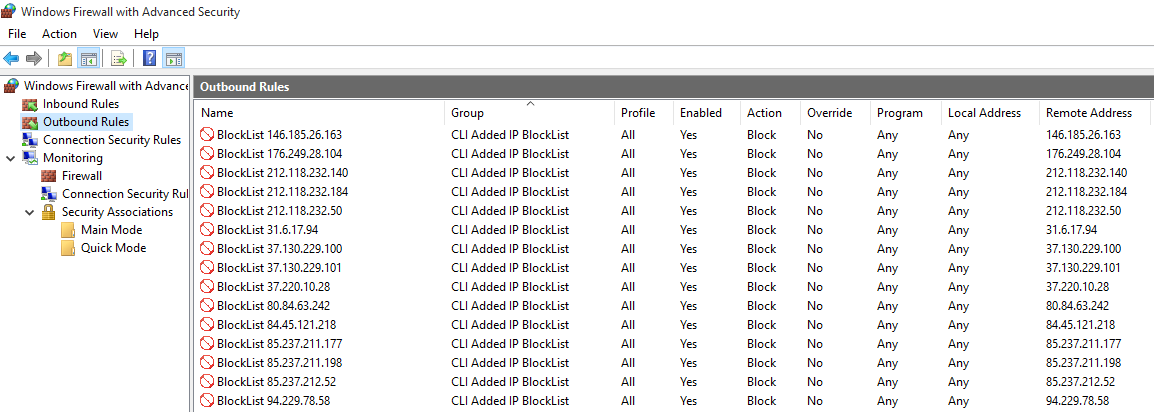 Windows Firewall with Advanced Security
File Action View Help
Windows Firewall with Advance
Inbound Rules
Outbound Rules
Connection Security Rules
Monitoring
Firewall
Connection Security Rul
Security Associations
Main Mode
Quick Mode
Outbound Rules
Name Group Profile Enabled Action Override Program Local Address Remote Address
BlockList 146.185.26.163 CLI Added IP BlockList All Yes Block No Any Any 146.185.26.163
BlockList 176.249.28.104 CLI Added IP BlockList All Yes Block No Any Any 176.249.28.104
BlockList 212.118.232.140 CLI Added IP BlockList All Yes Block No Any Any 212.118.232.140
BlockList 212.118.232.184 CLI Added IP BlockList All Yes Block No Any Any 212.118.232.184
BlockList 212.118.232.50 CLI Added IP BlockList All Yes Block No Any Any 212.118.232.50
BlockList 31.6.17.94 CLI Added IP BlockList All Yes Block No Any Any 31.6.17.94
BlockList 37.130.229.100 CLI Added IP BlockList All Yes Block No Any Any 37.130.229.100
BlockList 37.130.229.101 CLI Added IP BlockList All Yes Block No Any Any 37.130.229.101
BlockList 37.220.10.28 CLI Added IP BlockList All Yes Block No Any Any 37.220.10.28
BlockList 80.84.63.242 CLI Added IP BlockList All Yes Block No Any Any 80.84.63.242
BlockList 84.45.121.218 CLI Added IP BlockList All Yes Block No Any Any 84.45.121.218
BlockList 85.237.211.177 CLI Added IP BlockList All Yes Block No Any Any 85.237.211.177
BlockList 85.237.211.198 CLI Added IP BlockList All Yes Block No Any Any 85.237.211.198
BlockList 85.237.212.52 CLI Added IP BlockList All Yes Block No Any Any 85.237.212.52
BlockList 94.229.78.58 CLI Added IP BlockList All Yes Block No Any Any 94.229.78.58